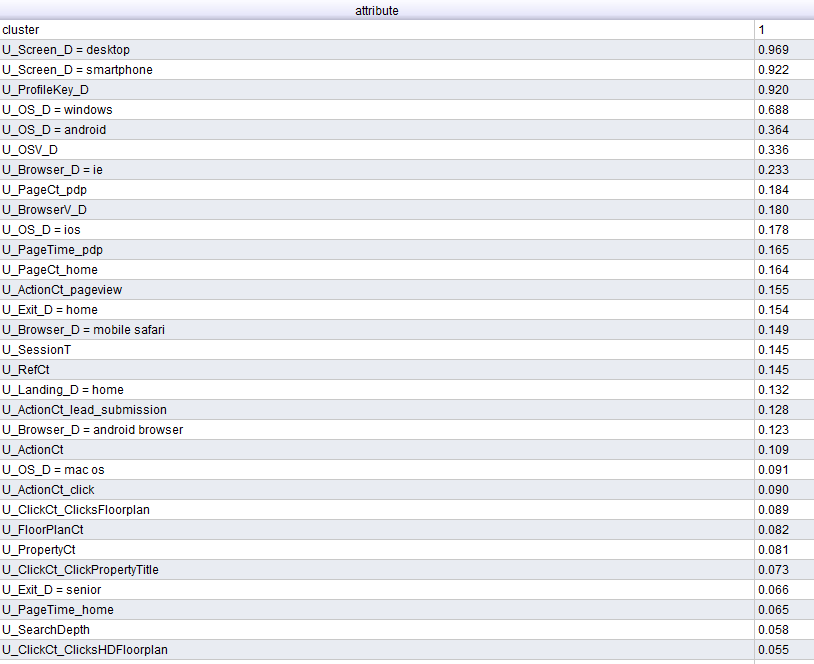 attribute
cluster 1
U_Screen_D = desktop 0.969
U_Screen_D = smartphone 0.922
U_ProfileKey_D 0.920
U_OS_D = windows 0.688
U_OS_D = android 0.364
U_OSV_D 0.336
U_Browser_D = ie 0.233
U_PageCt_pdp 0.184
U_BrowserV_D 0.180
U_OS_D = ios 0.178
U_PageTime_pdp 0.165
U_PageCt_home 0.164
U_ActionCt_pageview 0.155
U_Exit_D = home 0.154
U_Browser_D = mobile safari 0.149
U_SessionT 0.145
U_RefCt 0.145
U_Landing_D = home 0.132
U_ActionCt_lead_submission 0.128
U_Browser_D = android browser 0.123
U_ActionCt 0.109
U_OS_D = mac os 0.091
U_ActionCt_click 0.090
U_ClickCt_ClicksFloorplan 0.089
U_FloorPlanCt 0.082
U_PropertyCt 0.081
U_ClickCt_ClickPropertyTitle 0.073
U_Exit_D = senior 0.066
U_PageTime_home 0.065
U_SearchDepth 0.058
U_ClickCt_ClicksHDFloorplan 0.055